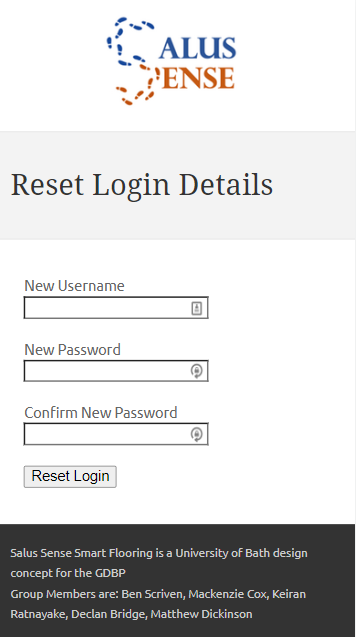 SALUS
SENSE
Reset Login Details
New Username
New Password
Confirm New Password
Reset Login
Salus Sense Smart Flooring is a University of Bath design
concept for the GDBP
Group Members are: Ben Scriven, Mackenzie Cox, Keiran
Ratnayake, Declan Bridge, Matthew Dickinson